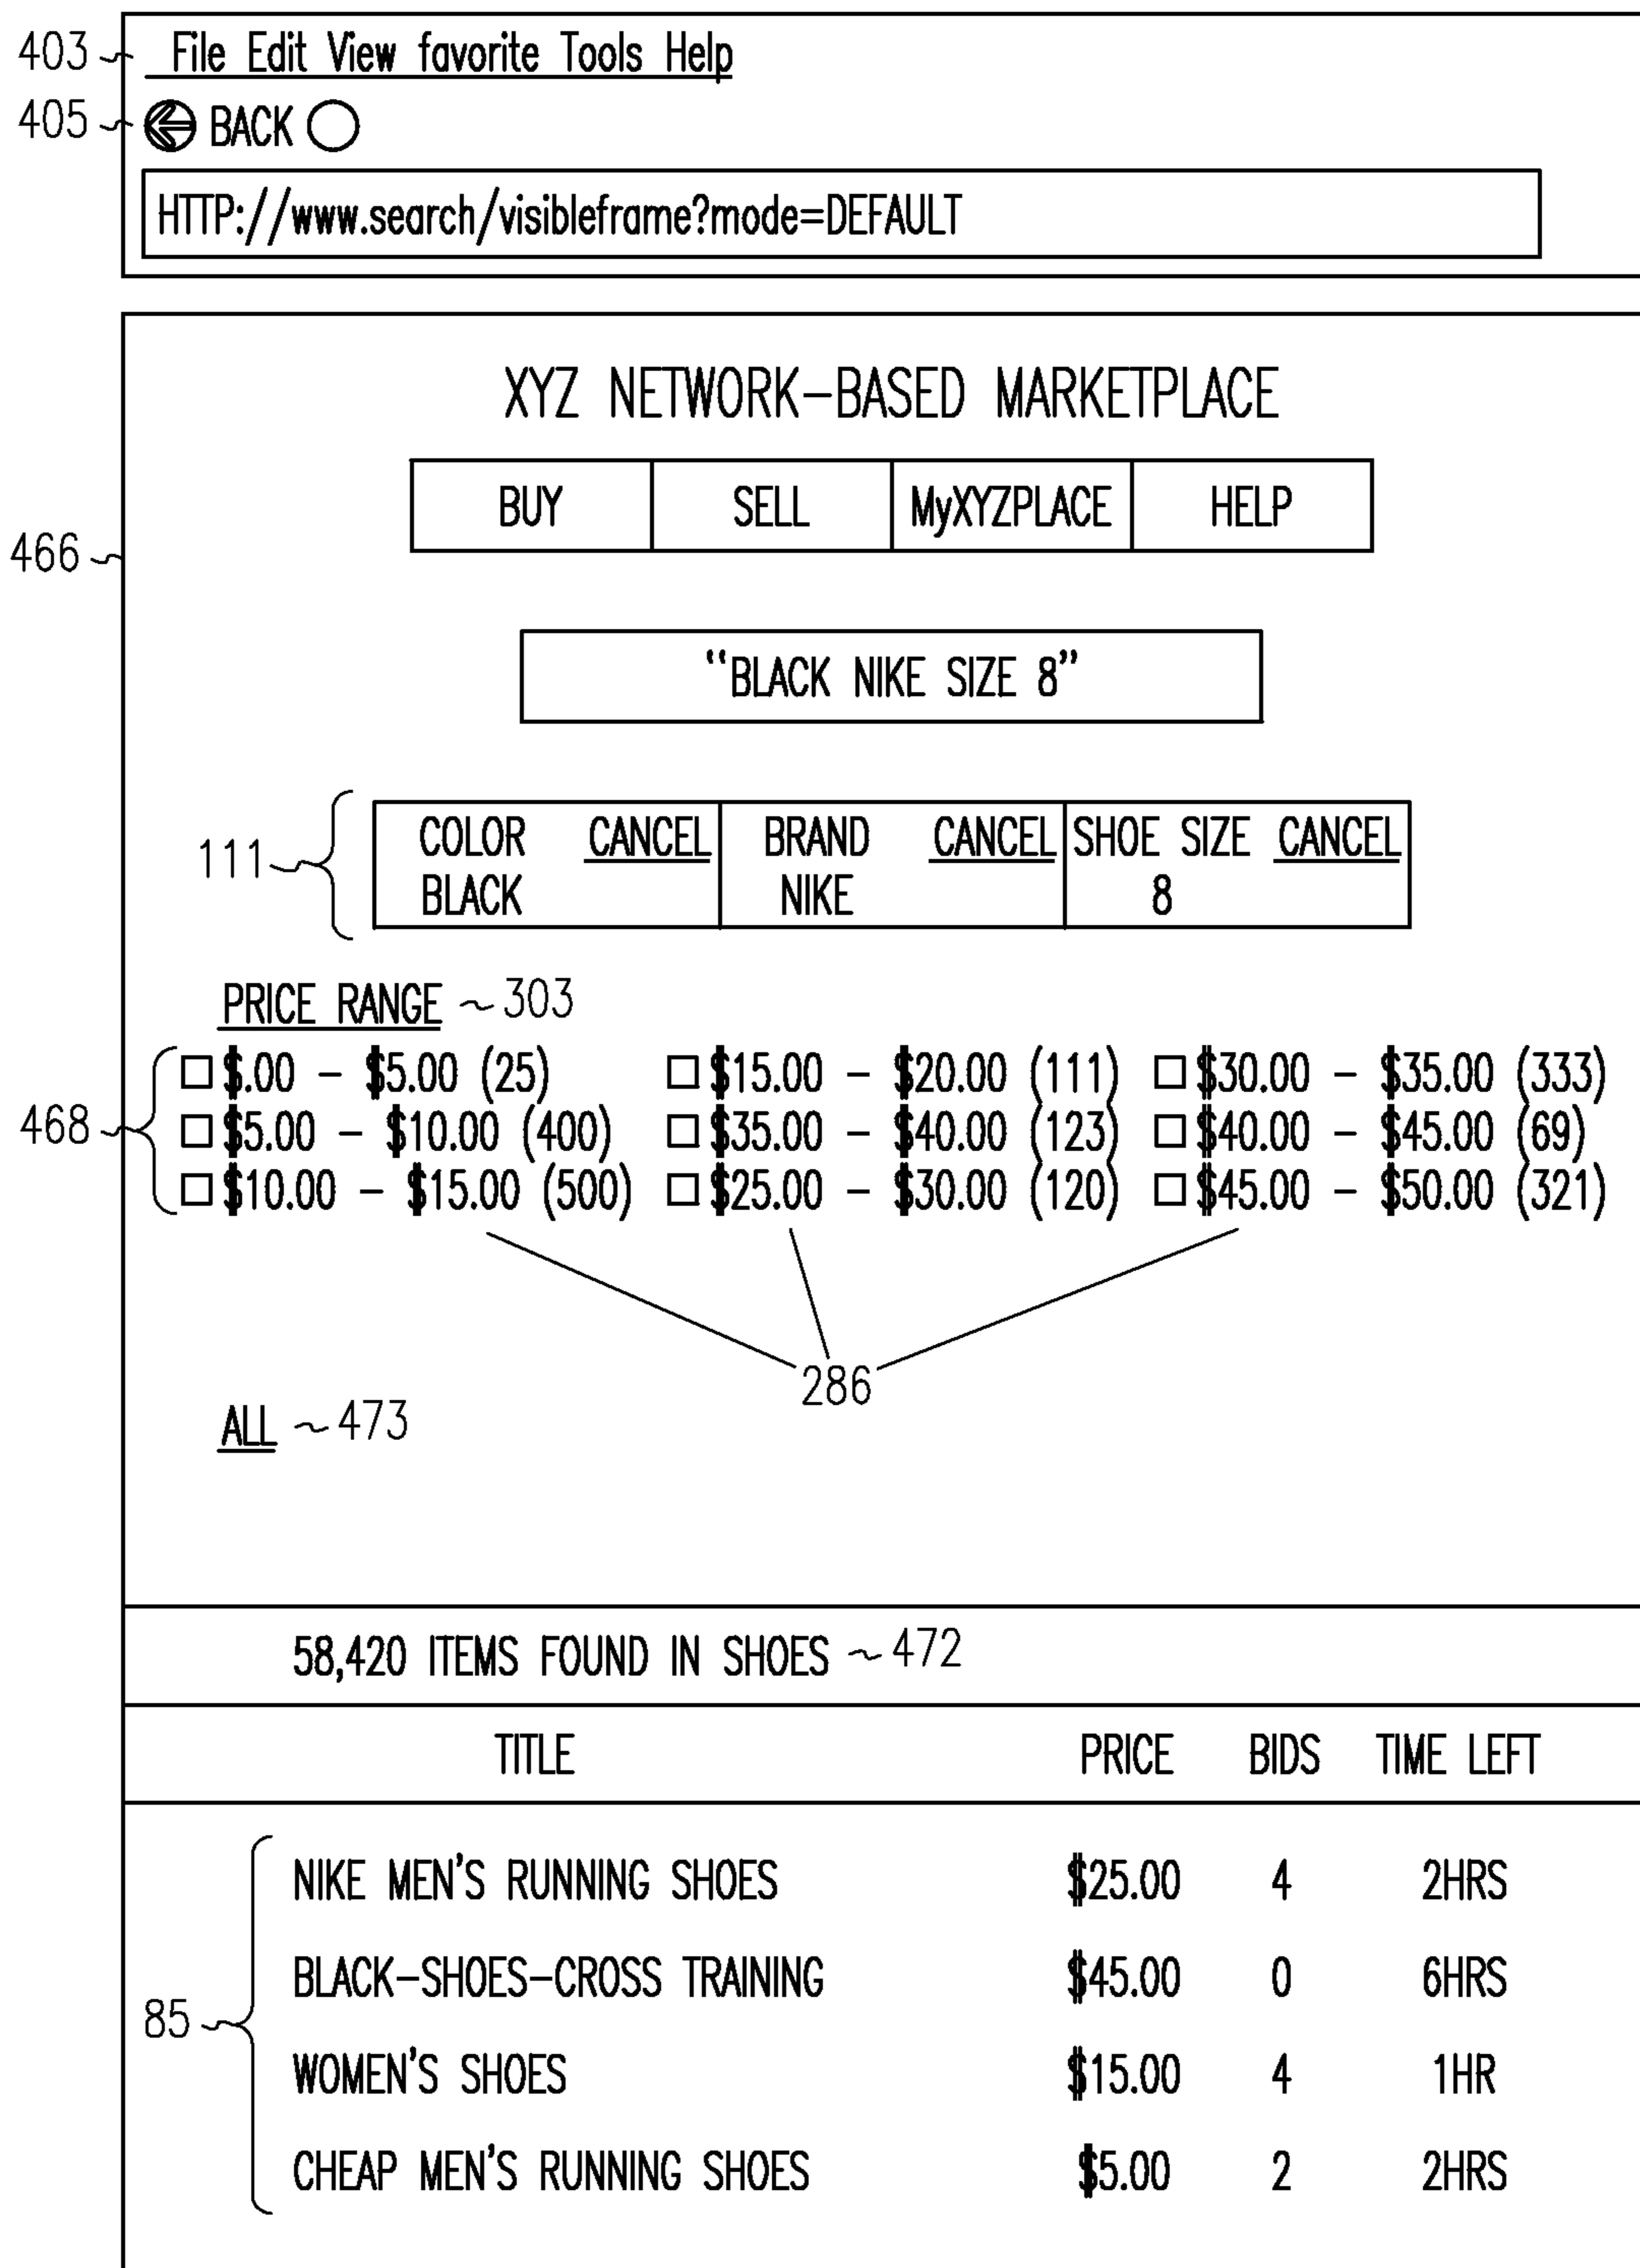 403 File Edit View favorite Tools Help
405 BACK
HTTP://www.search/visibleframe?mode=DEFAULT
XYZ NETWORK-BASED MARKETPLACE
BUY SELL MyXYZPLACE HELP
466
"BLACK NIKE SIZE 8"
COLOR CANCEL BRAND CANCEL SHOE SIZE CANCEL
111
BLACK NIKE 8
PRICE RANGE ~303
$.00 - $5.00 (25) $15.00 - $20.00 (111) $30.00 - $35.00 (333)
468 $5.00 - $10.00 (400) $35.00 - $40.00 (123) $40.00 - $45.00 (69)
$10.00 - $15.00 (500) $25.00 - $30.00 (120) $45.00 - $50.00 (321)
286
ALL ~473
58,420 ITEMS FOUND IN SHOES ~472
TITLE PRICE BIDS TIME LEFT
NIKE MEN'S RUNNING SHOES $25.00 4 2HRS
BLACK-SHOES-CROSS TRAINING $45.00 0 6HRS
85
WOMEN'S SHOES $15.00 4 1HR
CHEAP MEN'S RUNNING SHOES $5.00 2 2HRS